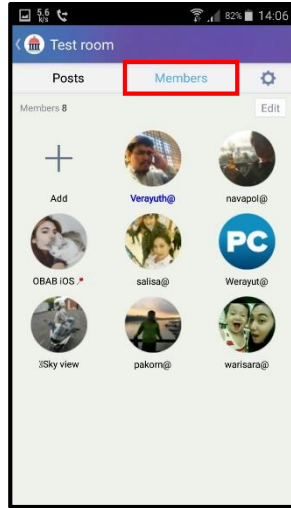 5.6 k/s 82% 14:06
Test room
Posts Members
Members 8 Edit
Add Verayuth@ navapol@
OBAB iOS salisa@ Werayut@
PC
Sky view pakorn@ warisara@